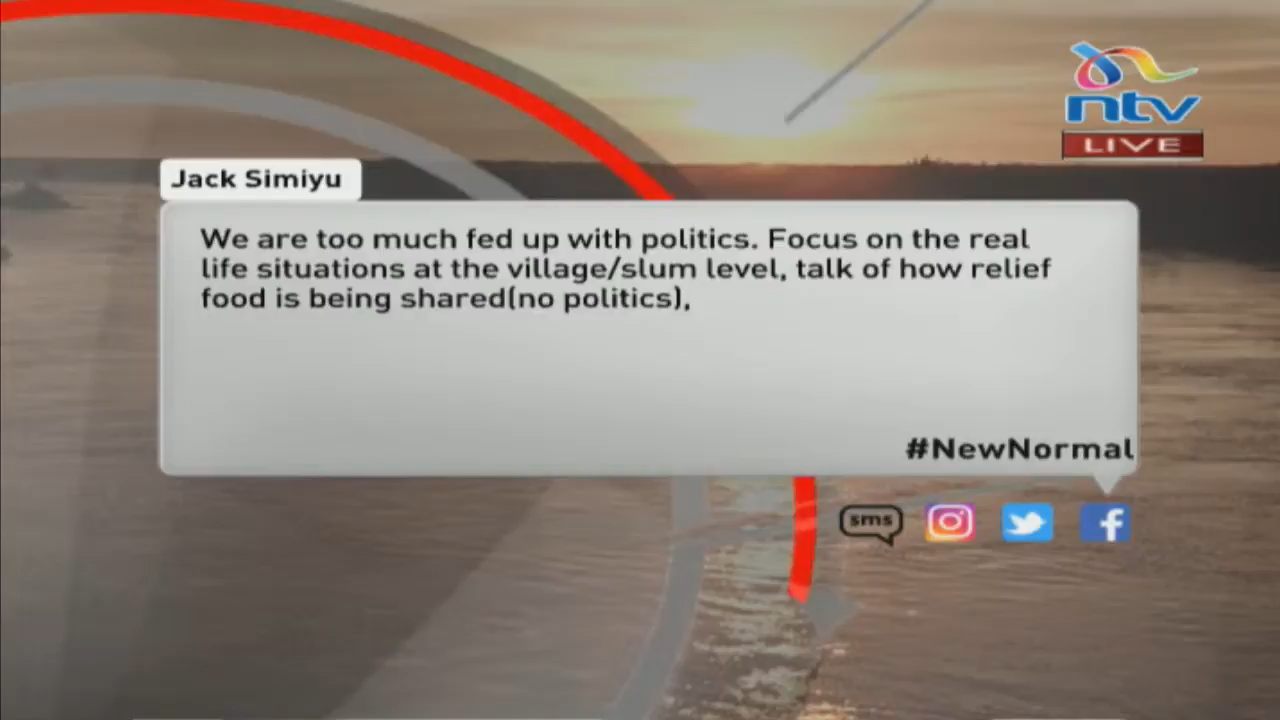 ntv
LIVE
Jack Simiyu
We are too much fed up with politics. Focus on the real
life situations at the village/slum level, talk of how relief
food is being shared(no politics),
#NewNormal
sms